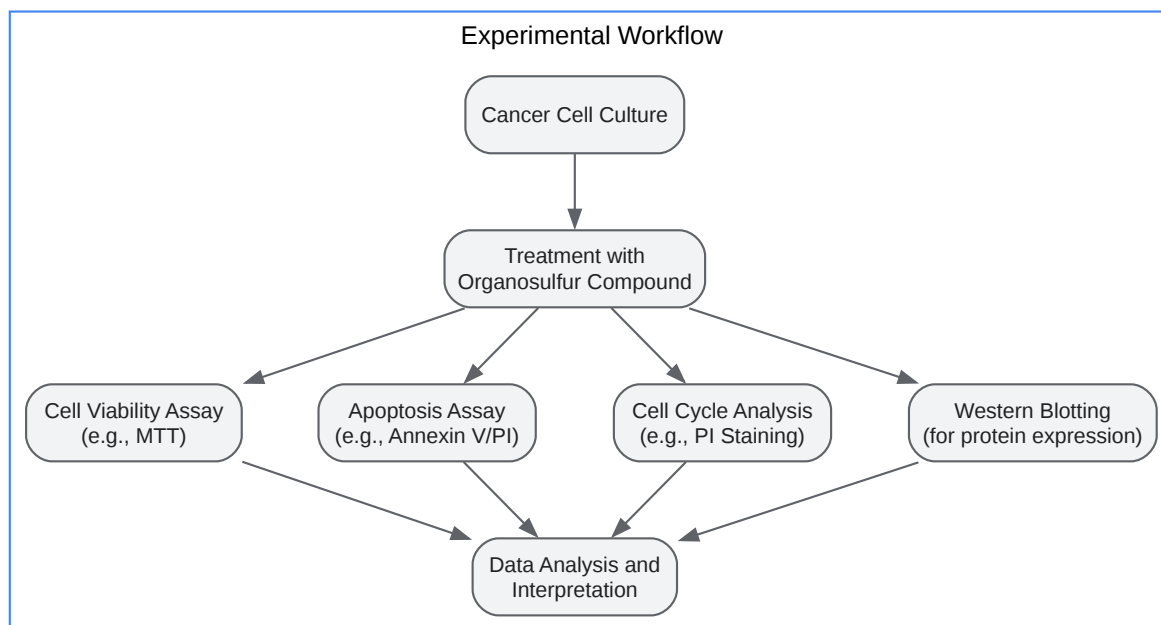 Experimental Workflow
Cancer Cell Culture
Treatment with
Organosulfur Compound
Cell Viability Assay
(e.g., MTT)
Apoptosis Assay
(e.g., Annexin V/PI)
Cell Cycle Analysis
(e.g., PI Staining)
Western Blotting
(for protein expression)
Data Analysis and
Interpretation